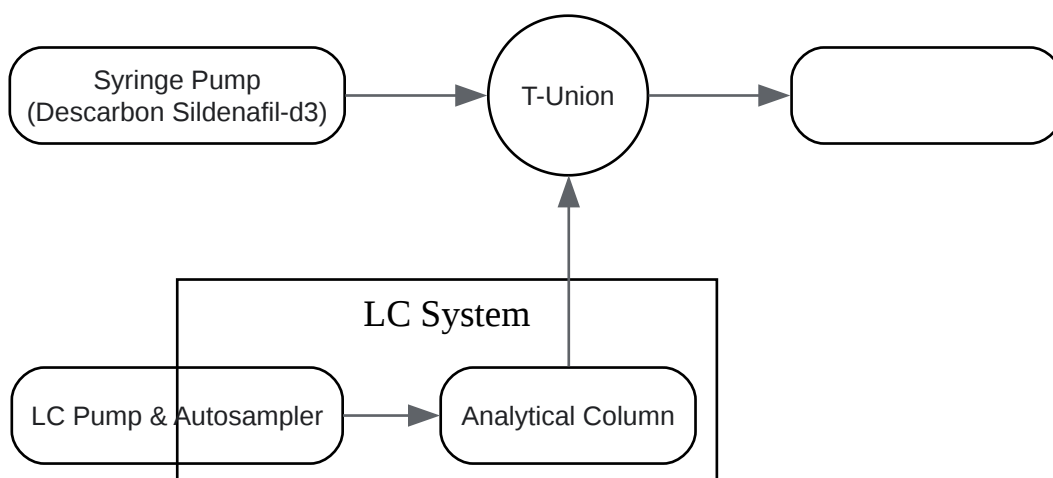 Syringe Pump
(Descarbon Sildenafil-d3)
T-Union
LC System
LC Pump & Autosampler
Analytical Column